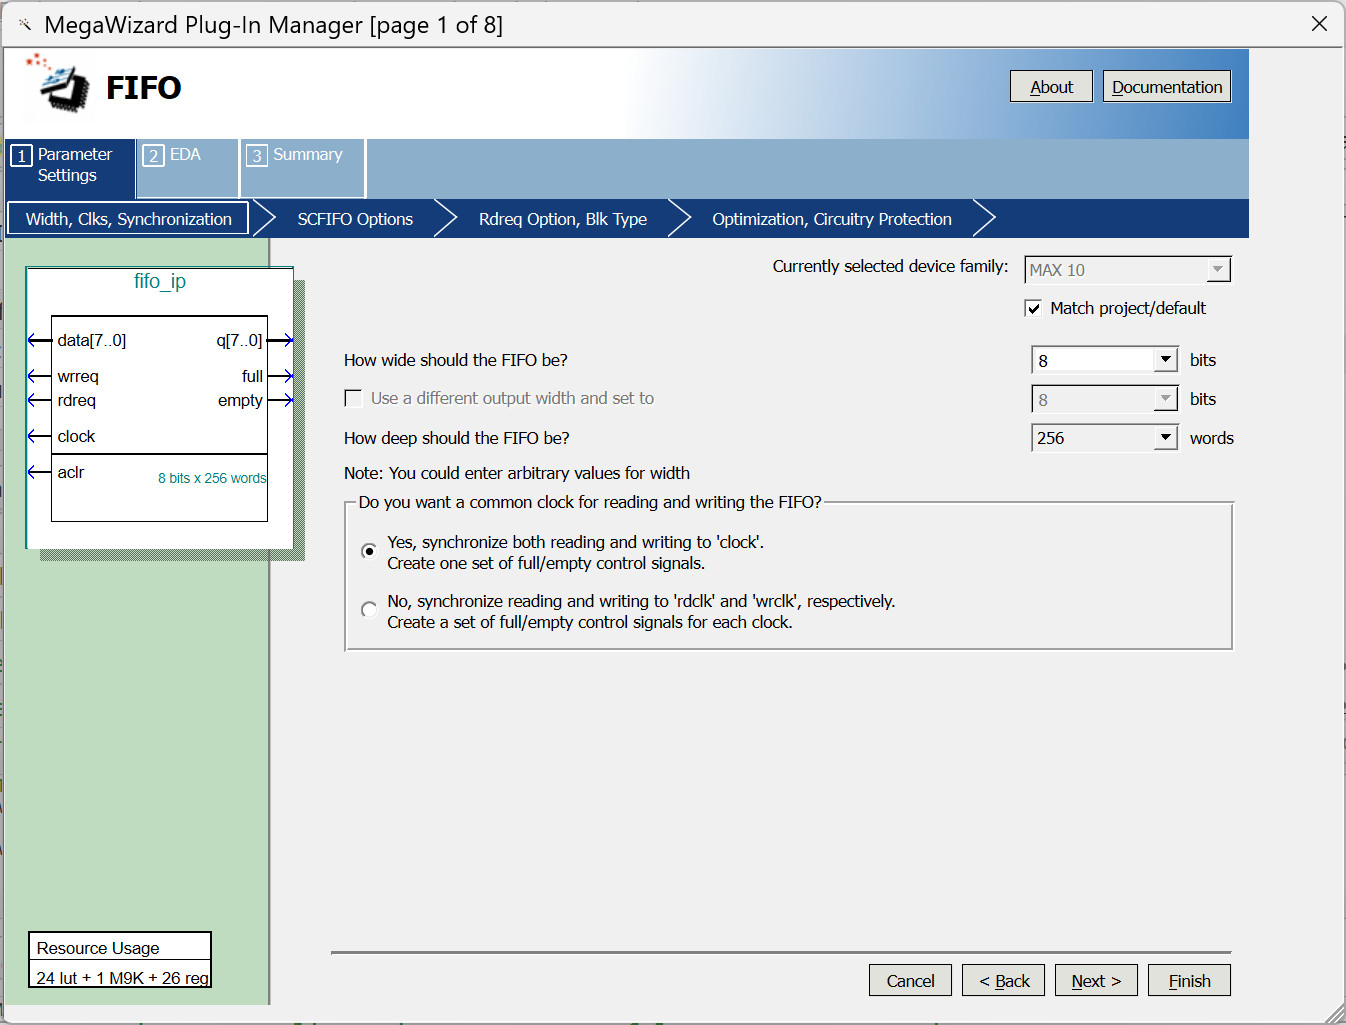 MegaWizard Plug-In Manager [page 1 of 8]
FIFO
About
Documentation
1 Parameter Settings
2 EDA
3 Summary
Width, Clks, Synchronization
SCFIFO Options
Rdreq Option, Blk Type
Optimization, Circuitry Protection
fifo_ip
data[7..0]
q[7..0]
wrreq
full
rdreq
empty
clock
aclr
8 bits x 256 words
Currently selected device family:
MAX 10
Match project/default
How wide should the FIFO be?
8
bits
Use a different output width and set to
8
bits
How deep should the FIFO be?
256
words
Note: You could enter arbitrary values for width
Do you want a common clock for reading and writing the FIFO?
Yes, synchronize both reading and writing to 'clock'.
Create one set of full/empty control signals.
No, synchronize reading and writing to 'rdclk' and 'wrclk', respectively.
Create a set of full/empty control signals for each clock.
Resource Usage
24 lut + 1 M9K + 26 reg
Cancel
< Back
Next >
Finish